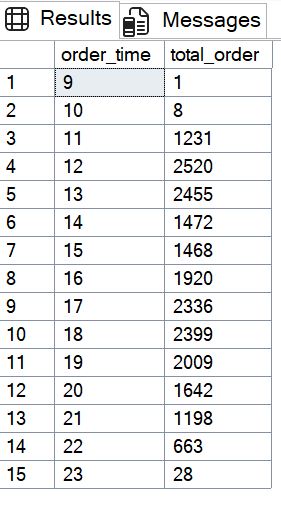 Results Messages
order_time total_order
1 9 1
2 10 8
3 11 1231
4 12 2520
5 13 2455
6 14 1472
7 15 1468
8 16 1920
9 17 2336
10 18 2399
11 19 2009
12 20 1642
13 21 1198
14 22 663
15 23 28